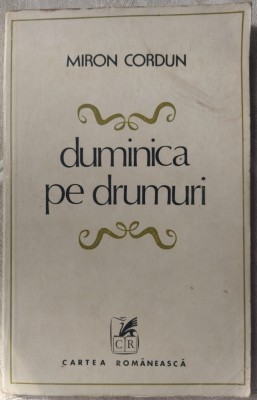 MIRON CORDUN
duminica
pe drumuri
CR
CARTEA ROMÂNEASCĂ